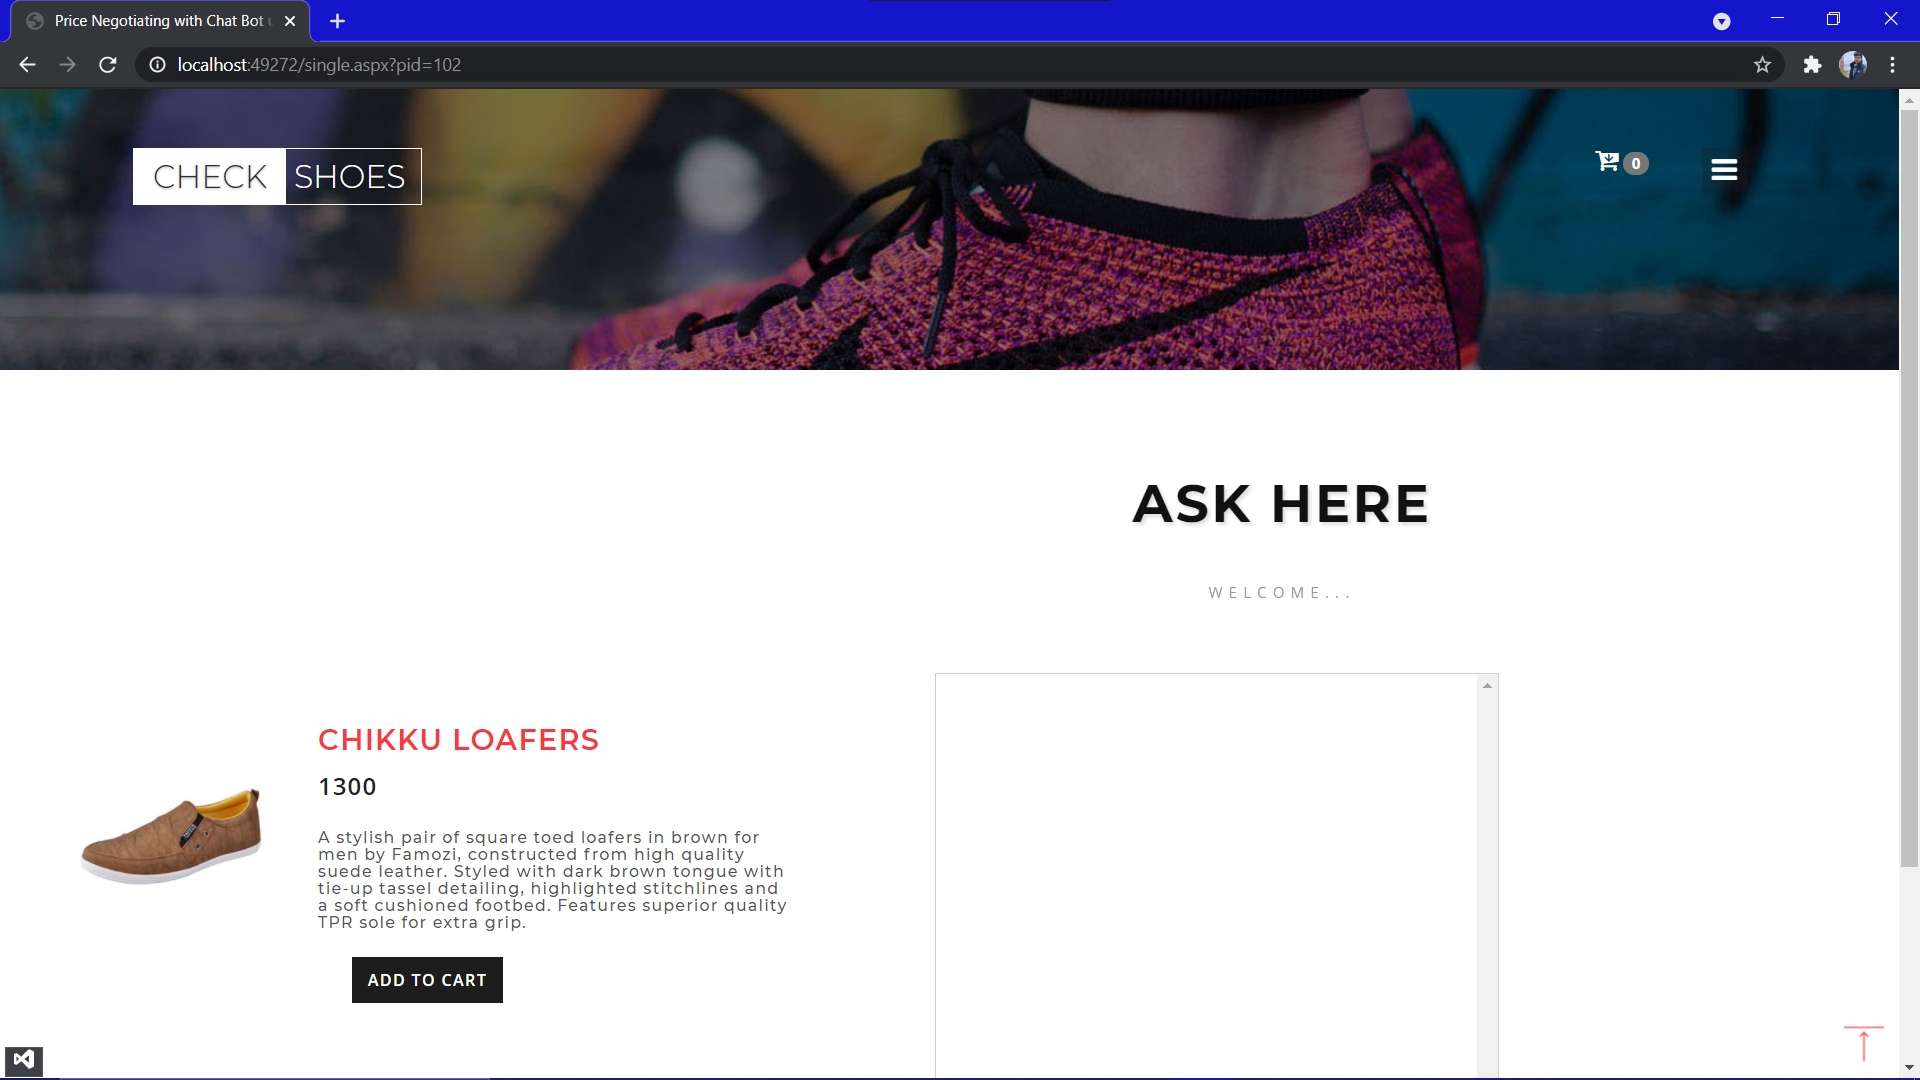 Price Negotiating with Chat Bot
localhost:49272/single.aspx?pid=102
CHECK SHOES
0
ASK HERE
WELCOME...
CHIKKU LOAFERS
1300
A stylish pair of square toed loafers in brown for
men by Famozi, constructed from high quality
suede leather. Styled with dark brown tongue with
tie-up tassel detailing, highlighted stitchlines and
a soft cushioned footbed. Features superior quality
TPR sole for extra grip.
ADD TO CART